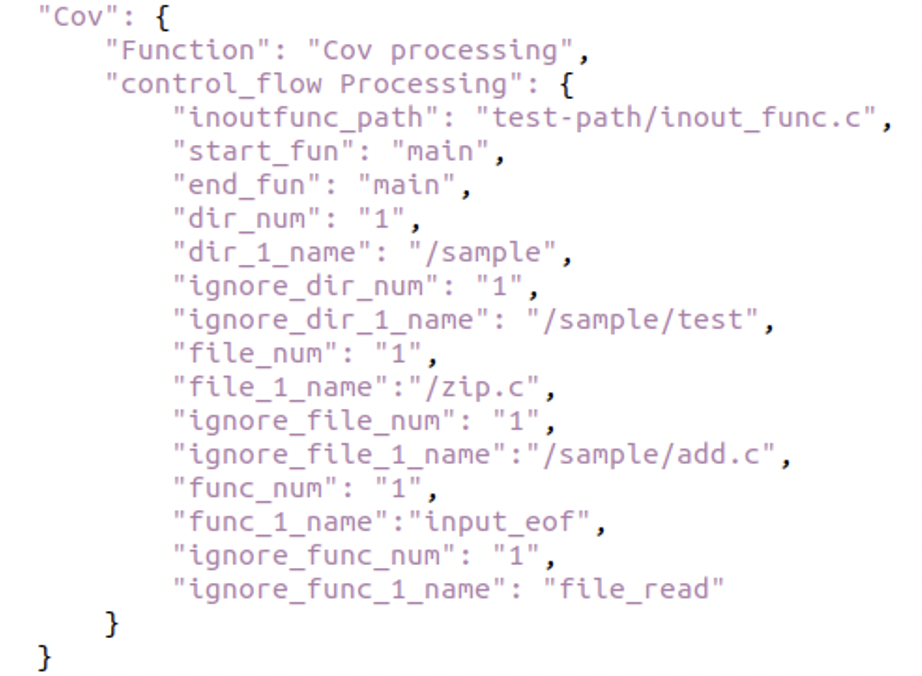 "Cov": {
"Function": "Cov processing",
"control_flow Processing": {
"inoutfunc_path": "test-path/inout_func.c",
"start_fun": "main",
"end_fun": "main",
"dir_num": "1",
"dir_1_name": "/sample",
"ignore_dir_num": "1",
"ignore_dir_1_name": "/sample/test",
"file_num": "1",
"file_1_name":"/zip.c",
"ignore_file_num": "1",
"ignore_file_1_name":"/sample/add.c",
"func_num": "1",
"func_1_name":"input_eof",
"ignore_func_num": "1",
"ignore_func_1_name": "file_read"
}
}